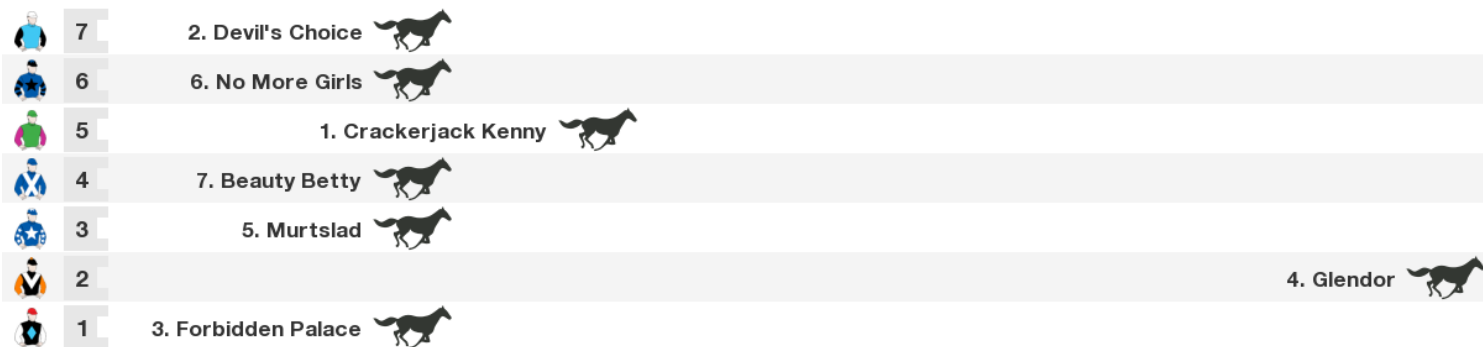 7 2. Devil's Choice
6 6. No More Girls
5 1. Crackerjack Kenny
4 7. Beauty Betty
3 5. Murtslad
2 4. Glendor
1 3. Forbidden Palace